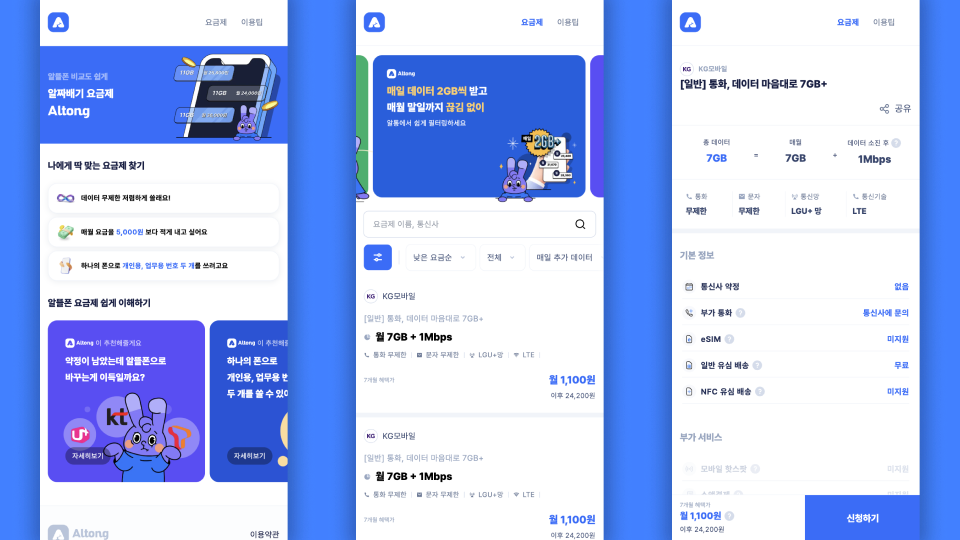 요금제 이용팁
알뜰폰 비교도 쉽게
알짜배기 요금제
Altong
11GB
11GB 월 24,000
11GB
나에게 딱 맞는 요금제 찾기
데이터 무제한 저렴하게 쓸래요!
매월 요금을 5,000원 보다 적게 내고 싶어요
하나의 폰으로 개인용, 업무용 번호 두 개를 쓰려고요
알뜰폰 요금제 쉽게 이해하기
Altong 이 추천해줄게요
약정이 남았는데 알뜰폰으로
바꾸는게 이득일까요?
kt
U+
자세히보기
Altong 이 추천해줄
하나의 폰으로
개인용, 업무용 번
두 개를 쓸 수 있
자세히보기
Altong
이용약관
요금제 이용팁
Altong
매일 데이터 2GB씩 받고
매월 말일까지 끊김 없이
알통에서 쉽게 필터링하세요
매일 2GB+
요금제 이름, 통신사
낮은 요금순
전체
매일 추가 데이터
KG KG모바일
[일반] 통화, 데이터 마음대로 7GB+
월 7GB + 1Mbps
통화 무제한 문자 무제한 LGU+망 LTE
7개월 혜택가
월 1,100원
이후 24,200원
KG KG모바일
[일반] 통화, 데이터 마음대로 7GB+
월 7GB + 1Mbps
통화 무제한 문자 무제한 LGU+망 LTE
7개월 혜택가
월 1,100원
이후 24,200원
요금제 이용팁
KG KG모바일
[일반] 통화, 데이터 마음대로 7GB+
공유
총 데이터 매월 데이터 소진 후 ?
7GB = 7GB + 1Mbps
통화 문자 통신망 통신기술
무제한 무제한 LGU+ 망 LTE
기본 정보
통신사 약정 없음
부가 통화 ? 통신사에 문의
eSIM 미지원
일반 유심 배송 ? 무료
NFC 유심 배송 ? 미지원
부가 서비스
모바일 핫스팟 ? 미지원
7개월 혜택가
월 1,100원 ?
이후 24,200원
신청하기